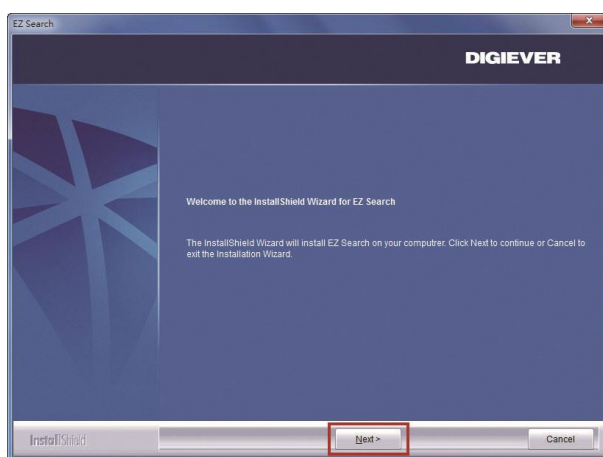 EZ Search
DIGIEVER
Welcome to the InstallShield Wizard for EZ Search
The InstallShield Wizard will install EZ Search on your computrer. Click Next to continue or Cancel to
exit the Installation Wizard.
InstallShield
Next >
Cancel